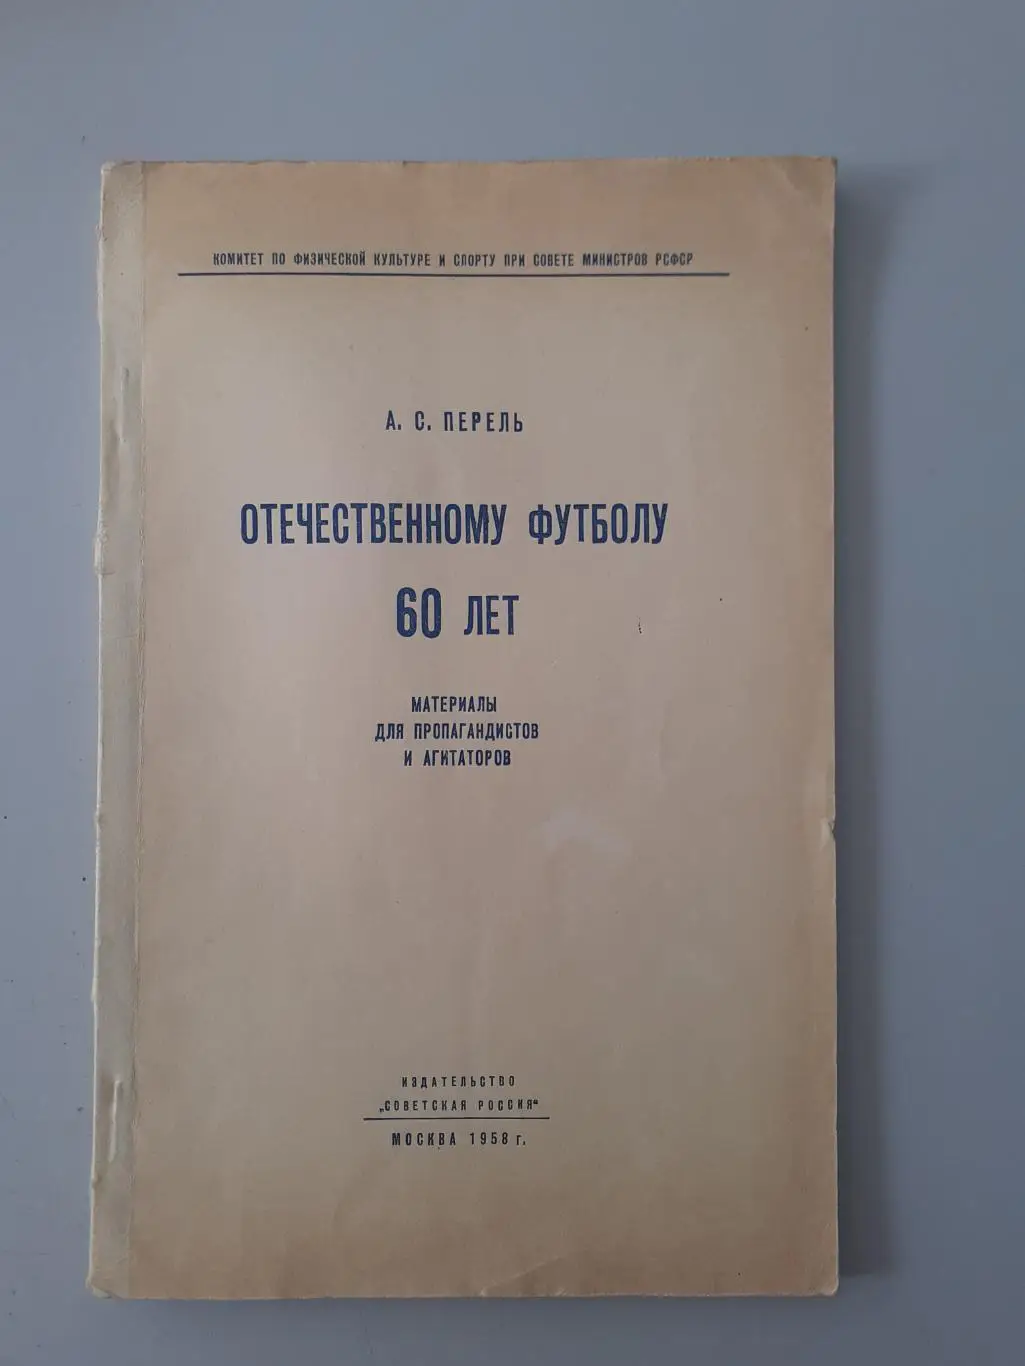 КОМИТЕТ ПО ФИЗИЧЕСКОЙ КУЛЬТУРЕ И СПОРТУ ПРИ СОВЕТЕ МИНИСТРОВ РСФСР
А. С. ПЕРЕЛЬ
ОТЕЧЕСТВЕННОМУ ФУТБОЛУ
60 ЛЕТ
МАТЕРИАЛЫ
ДЛЯ ПРОПАГАНДИСТОВ
И АГИТАТОРОВ
ИЗДАТЕЛЬСТВО
„СОВЕТСКАЯ РОССИЯ“
МОСКВА 1958 г.